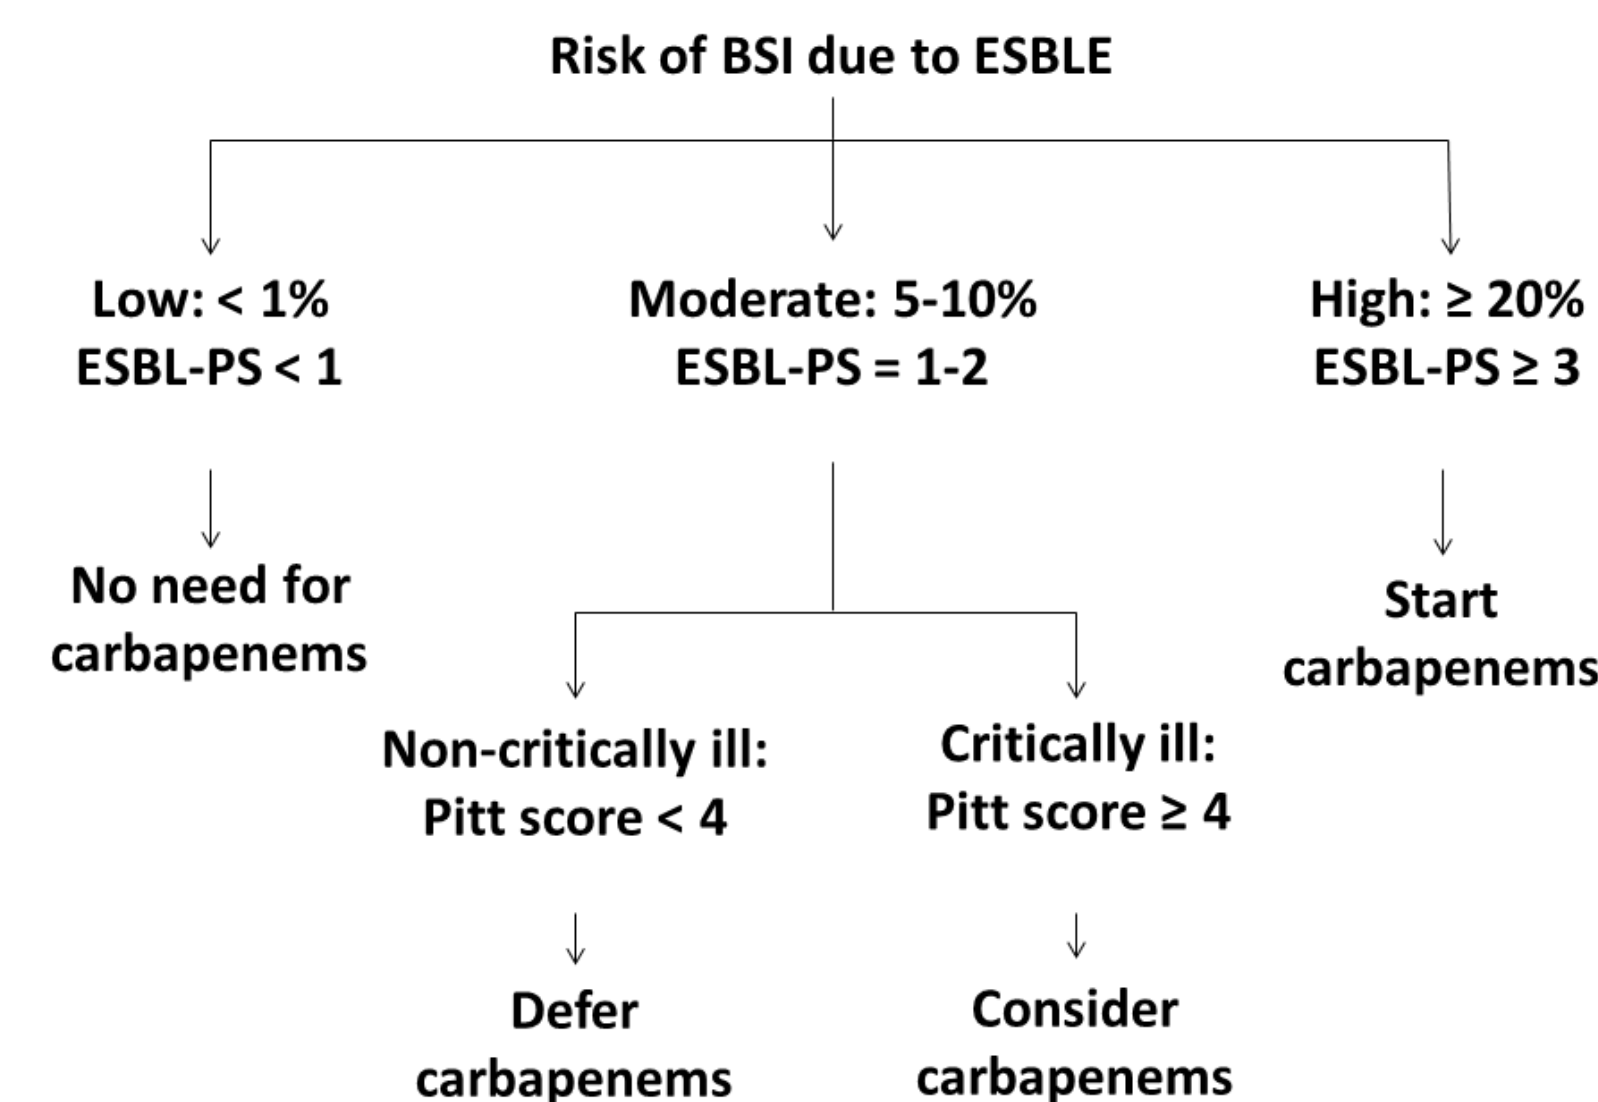 Risk of BSI due to ESBLE
Low: < 1%
ESBL-PS < 1
Moderate: 5-10%
ESBL-PS = 1-2
High: ≥ 20%
ESBL-PS ≥ 3
No need for
carbapenems
Start
carbapenems
Non-critically ill:
Pitt score < 4
Critically ill:
Pitt score ≥ 4
Defer
carbapenems
Consider
carbapenems